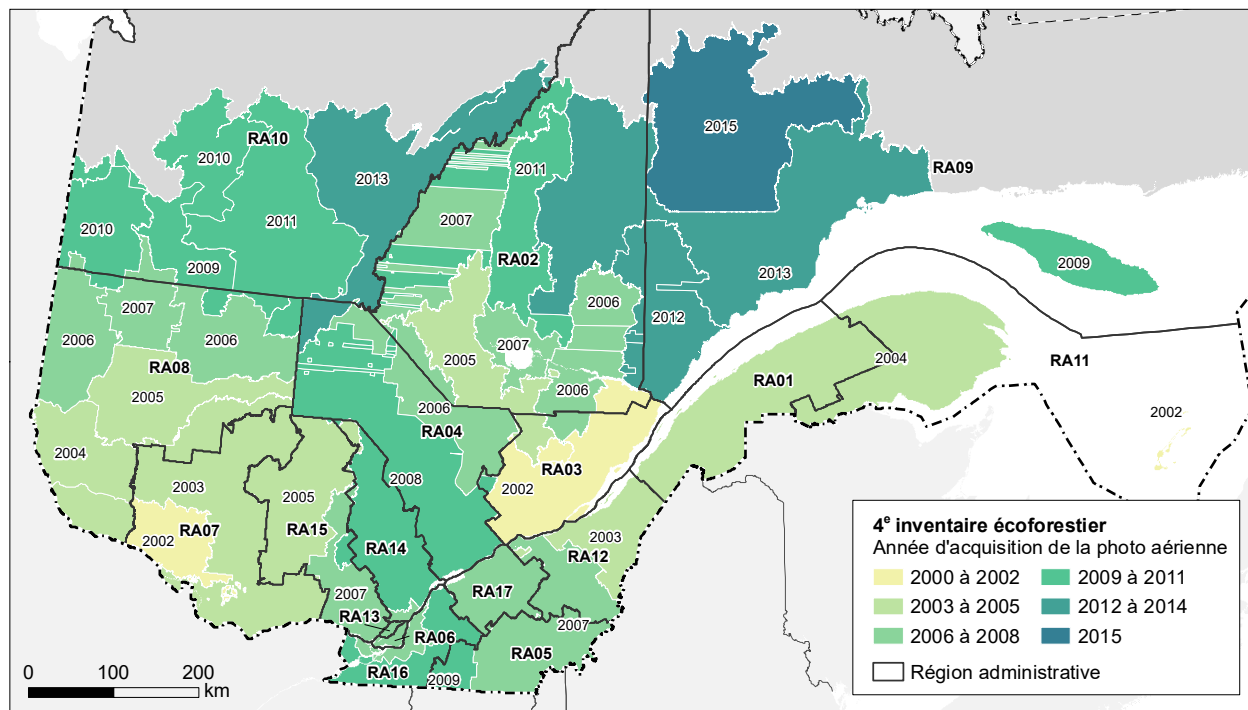 2015
RA10
2010
RA09
2013
2011
2007
2010
2011
RA02
2009
2009
2013
2007
2006
2012
2006
2006
2007
RA08
2005
2004
RA01
RA11
2005
2006
2006
RA04
2002
2004
RA03
2003
2008
2002
2005
RA07
RA15
2002
2003
RA14
RA12
2007
RA17
RA13
2007
RA06
RA05
RA16
2009
0 100 200
km
4e inventaire écoforestier
Année d'acquisition de la photo aérienne
2000 à 2002
2009 à 2011
2003 à 2005
2012 à 2014
2006 à 2008
2015
Région administrative